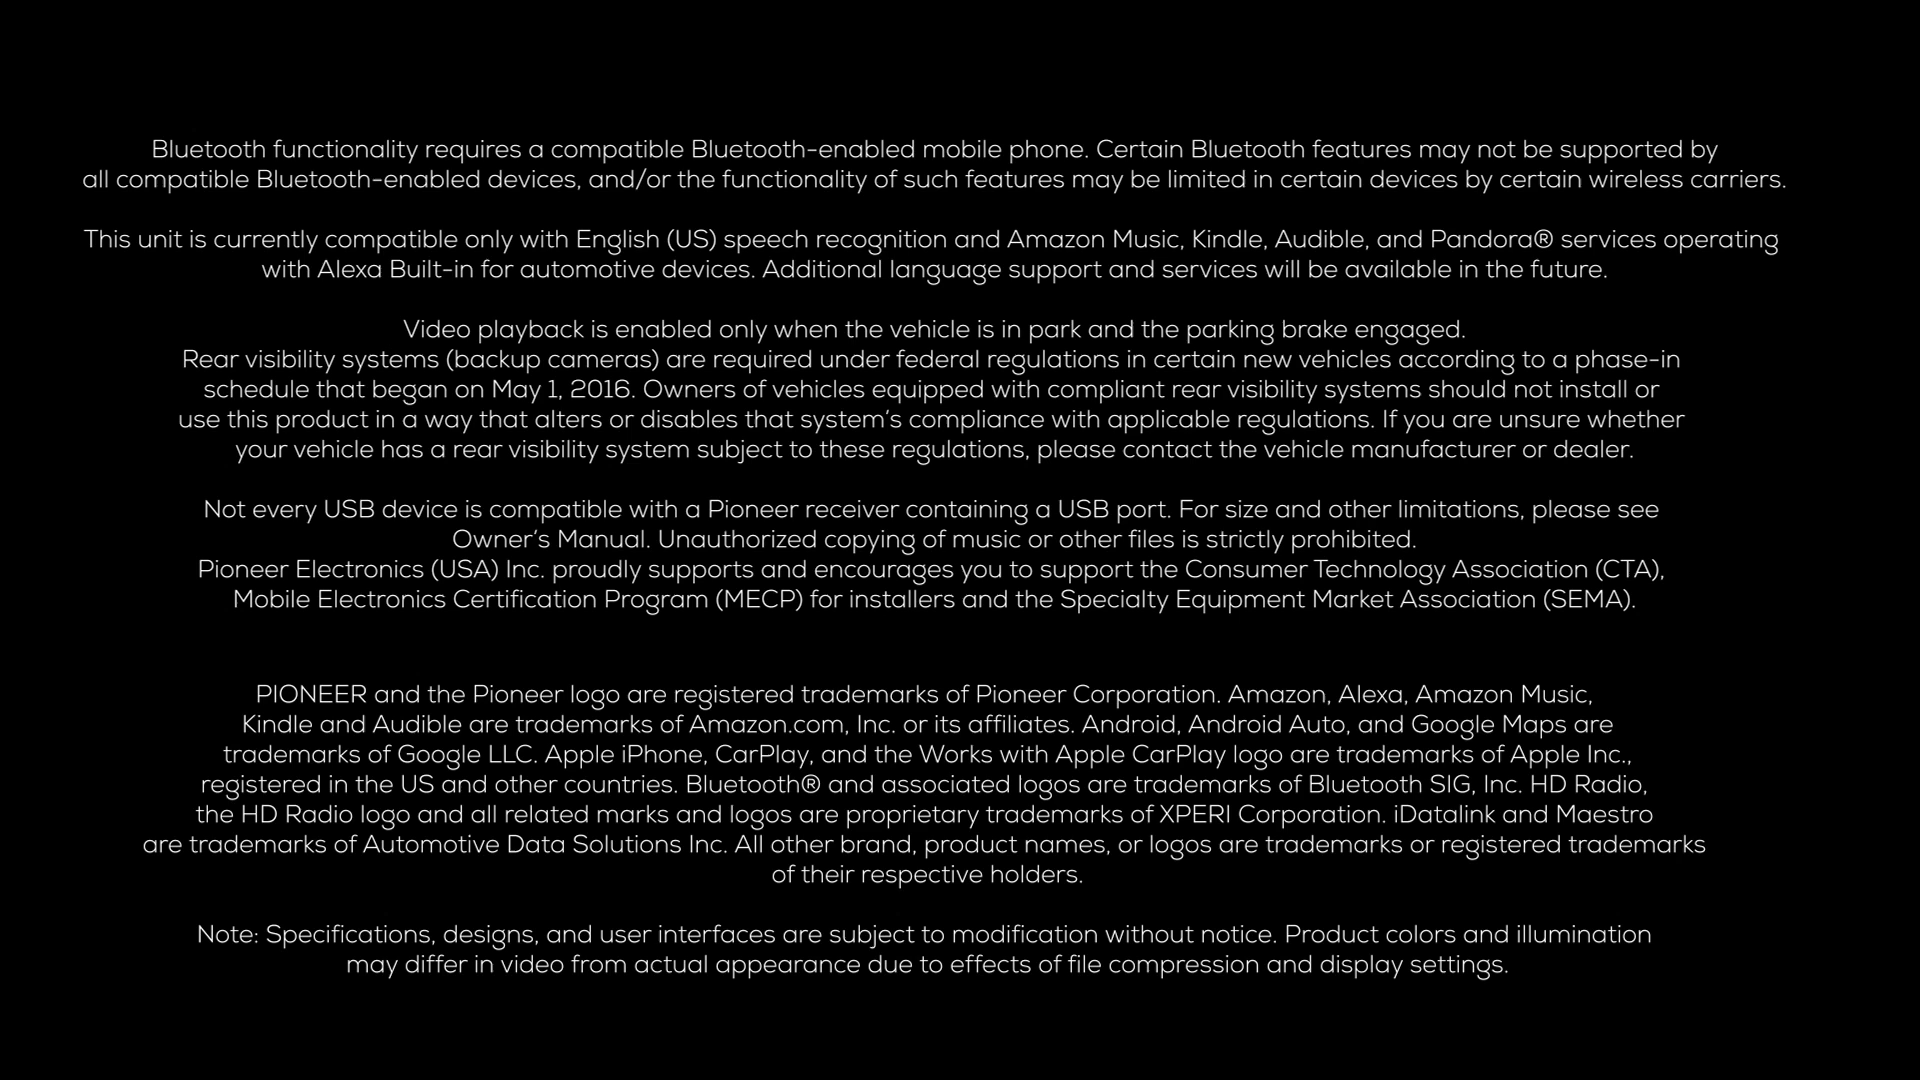 Bluetooth functionality requires a compatible Bluetooth-enabled mobile phone. Certain Bluetooth features may not be supported by
all compatible Bluetooth-enabled devices, and/or the functionality of such features may be limited in certain devices by certain wireless carriers.
This unit is currently compatible only with English (US) speech recognition and Amazon Music, Kindle, Audible, and Pandora® services operating
with Alexa Built-in for automotive devices. Additional language support and services will be available in the future.
Video playback is enabled only when the vehicle is in park and the parking brake engaged.
Rear visibility systems (backup cameras) are required under federal regulations in certain new vehicles according to a phase-in
schedule that began on May 1, 2016. Owners of vehicles equipped with compliant rear visibility systems should not install or
use this product in a way that alters or disables that system’s compliance with applicable regulations. If you are unsure whether
your vehicle has a rear visibility system subject to these regulations, please contact the vehicle manufacturer or dealer.
Not every USB device is compatible with a Pioneer receiver containing a USB port. For size and other limitations, please see
Owner’s Manual. Unauthorized copying of music or other files is strictly prohibited.
Pioneer Electronics (USA) Inc. proudly supports and encourages you to support the Consumer Technology Association (CTA),
Mobile Electronics Certification Program (MECP) for installers and the Specialty Equipment Market Association (SEMA).
PIONEER and the Pioneer logo are registered trademarks of Pioneer Corporation. Amazon, Alexa, Amazon Music,
Kindle and Audible are trademarks of Amazon.com, Inc. or its affiliates. Android, Android Auto, and Google Maps are
trademarks of Google LLC. Apple iPhone, CarPlay, and the Works with Apple CarPlay logo are trademarks of Apple Inc.,
registered in the US and other countries. Bluetooth® and associated logos are trademarks of Bluetooth SIG, Inc. HD Radio,
the HD Radio logo and all related marks and logos are proprietary trademarks of XPERI Corporation. iDatalink and Maestro
are trademarks of Automotive Data Solutions Inc. All other brand, product names, or logos are trademarks or registered trademarks
of their respective holders.
Note: Specifications, designs, and user interfaces are subject to modification without notice. Product colors and illumination
may differ in video from actual appearance due to effects of file compression and display settings.